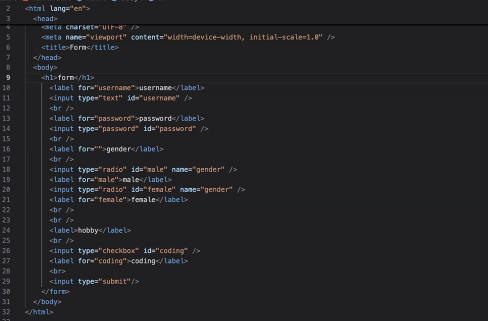 2 <html lang="en">
3 <head>
4 <meta charset="UTF-8" />
5 <meta name="viewport" content="width=device-width, initial-scale=1.0" />
6 <title>Form</title>
7 </head>
8 <body>
9 <h1>form</h1>
10 <label for="username">username</label>
11 <input type="text" id="username" />
12 <br />
13 <label for="password">password</label>
14 <input type="password" id="password" />
15 <br />
16 <label for="">gender</label>
17 <br />
18 <input type="radio" id="male" name="gender" />
19 <label for="male">male</label>
20 <input type="radio" id="female" name="gender" />
21 <label for="female">female</label>
22 <br />
23 <br />
24 <label>hobby</label>
25 <br />
26 <input type="checkbox" id="coding" />
27 <label for="coding">coding</label>
28 <br>
29 <input type="submit"/>
30 </form>
31 </body>
32 </html>